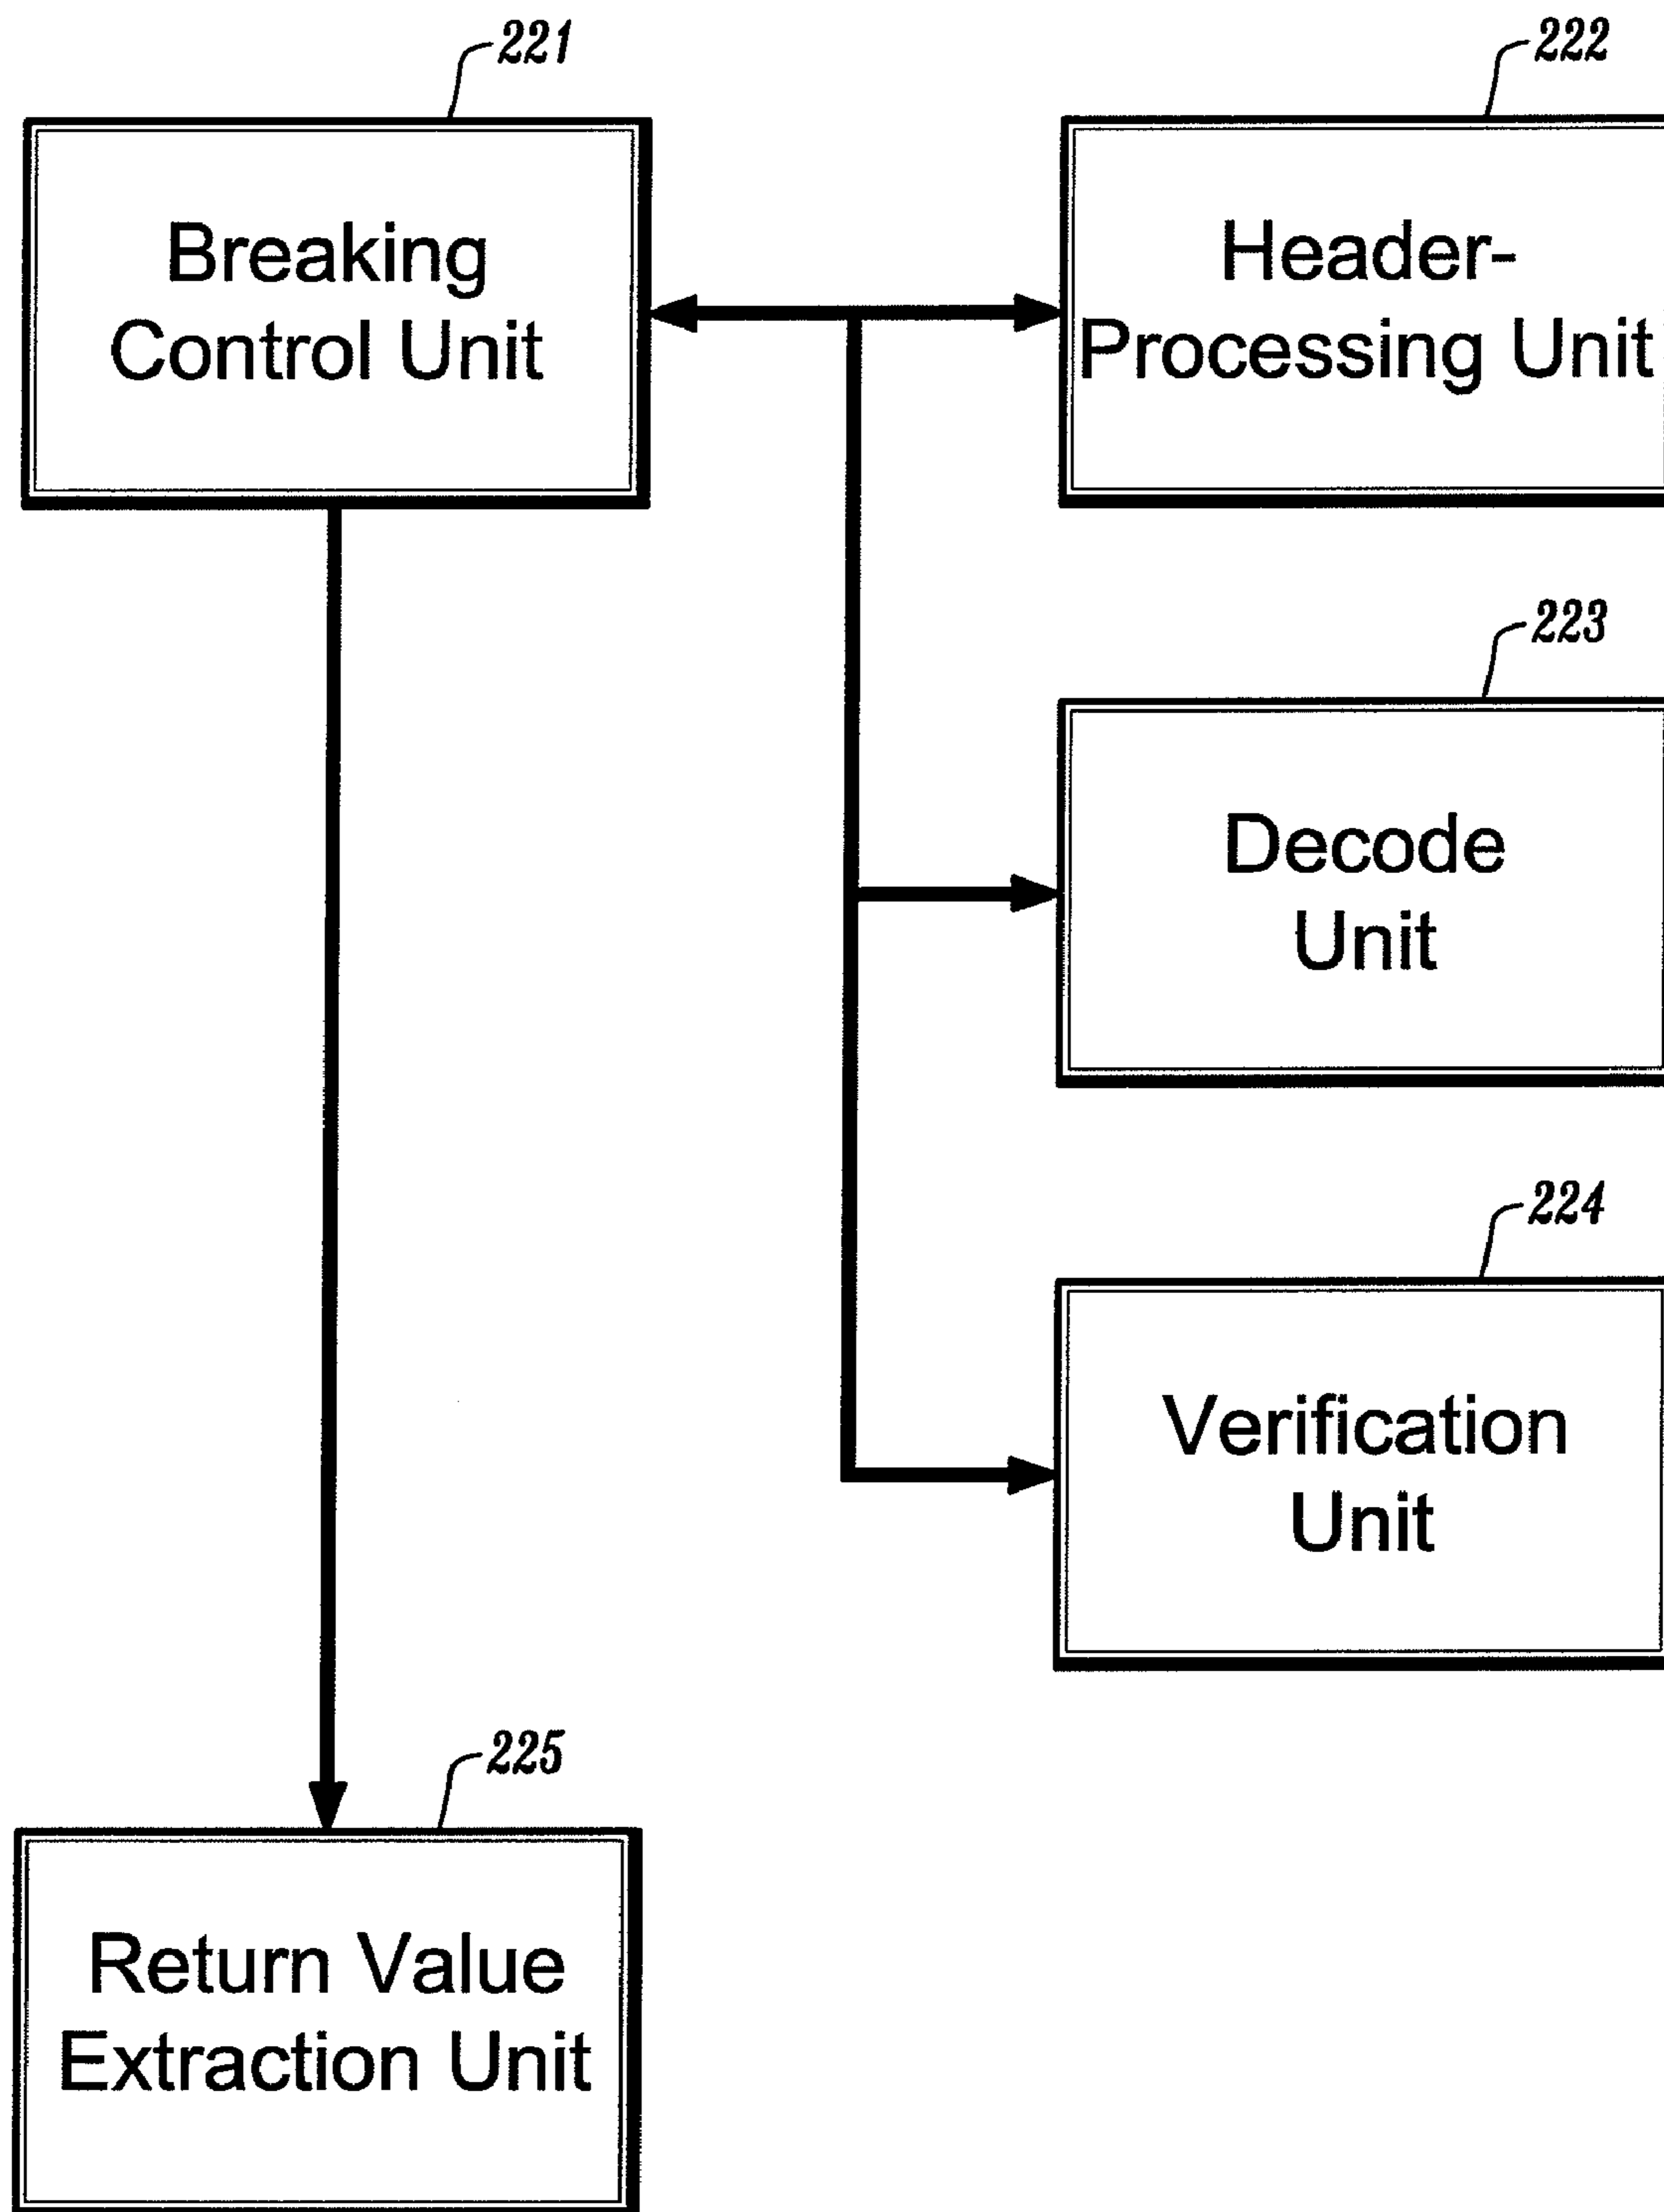 221
Breaking
Control Unit
222
Header-
Processing Unit
223
Decode
Unit
224
Verification
Unit
225
Return Value
Extraction Unit